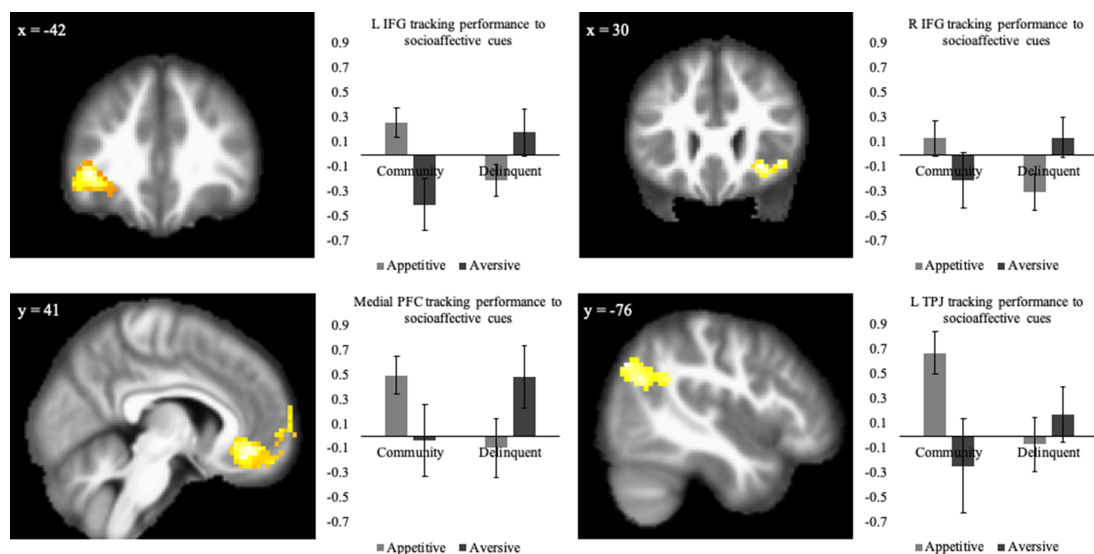 x = -42
L IFG tracking performance to
socioaffective cues
0.9
0.7
0.5
0.3
0.1
-0.1
-0.3
-0.5
-0.7
Community
Delinquent
Appetitive
Aversive
x = 30
R IFG tracking performance to
socioaffective cues
0.9
0.7
0.5
0.3
0.1
-0.1
-0.3
-0.5
-0.7
Community
Delinquent
Appetitive
Aversive
y = 41
Medial PFC tracking performance to
socioaffective cues
0.9
0.7
0.5
0.3
0.1
-0.1
-0.3
-0.5
-0.7
Community
Delinquent
Appetitive
Aversive
y = -76
L TPJ tracking performance to
socioaffective cues
0.9
0.7
0.5
0.3
0.1
-0.1
-0.3
-0.5
-0.7
Community
Delinquent
Appetitive
Aversive